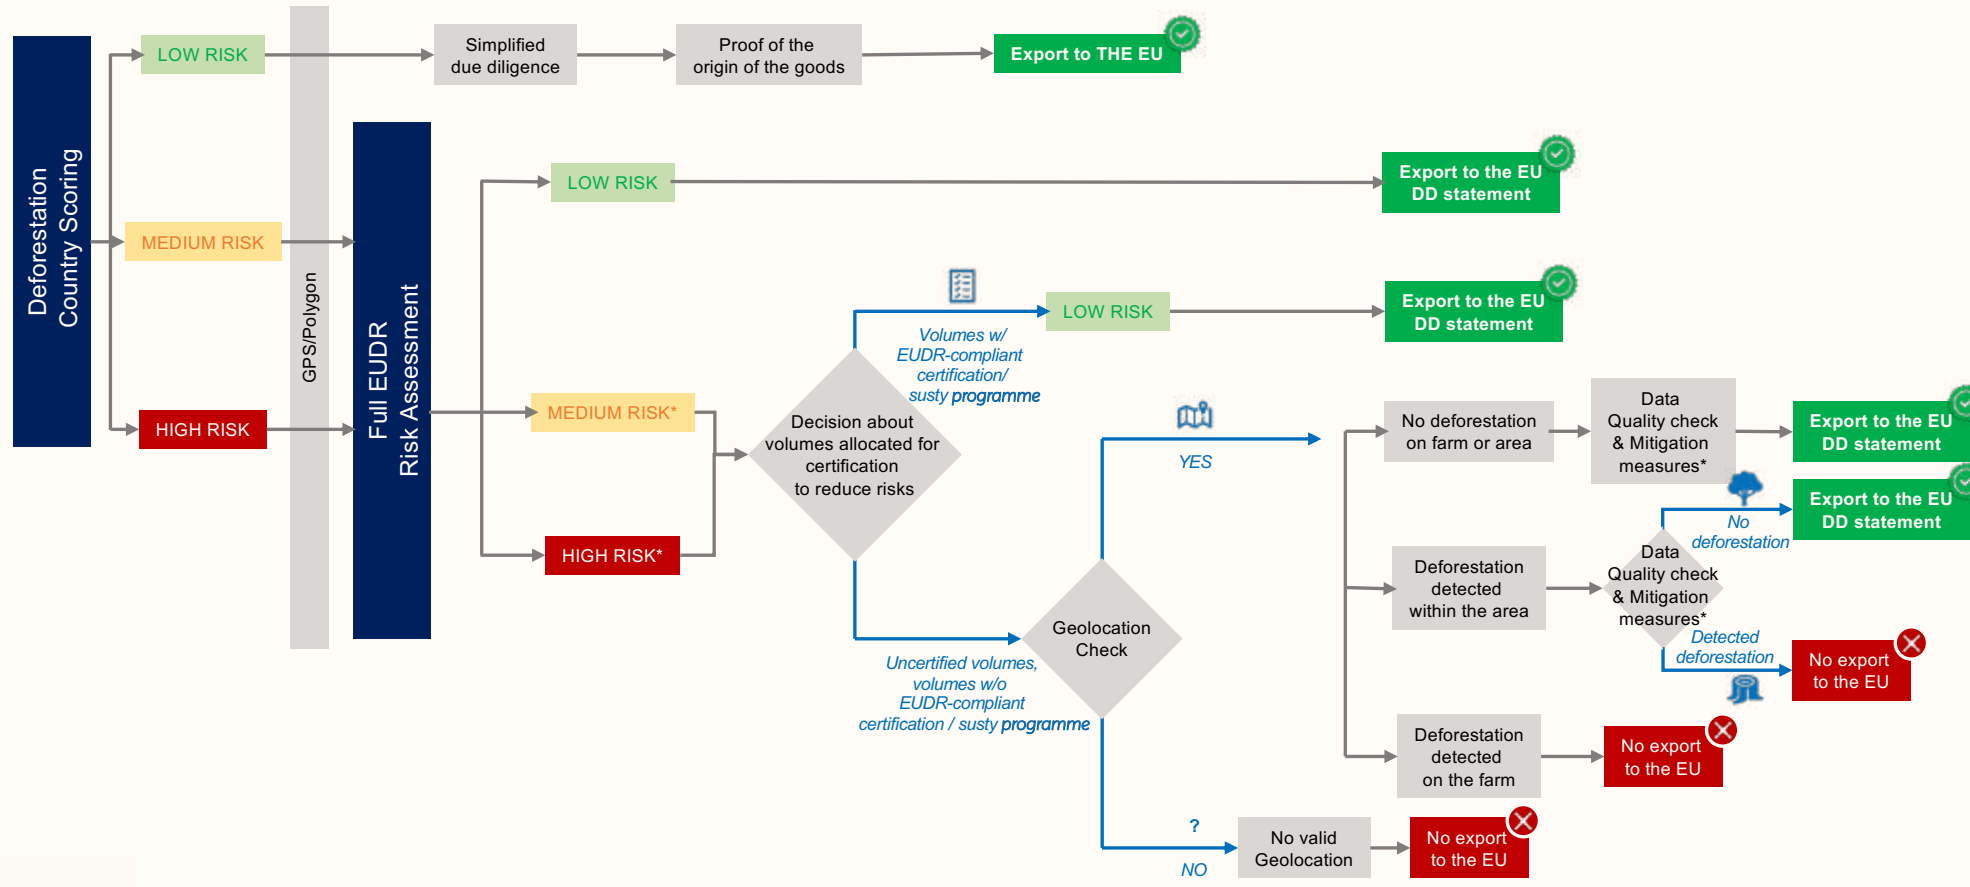 Deforestation
Country Scoring
LOW RISK
MEDIUM RISK
HIGH RISK
GPS/Polygon
Simplified
due diligence
Proof of the
origin of the goods
Export to THE EU
Full EUDR
Risk Assessment
LOW RISK
Export to the EU
DD statement
MEDIUM RISK*
HIGH RISK*
Decision about
volumes allocated for
certification
to reduce risks
Volumes w/
EUDR-compliant
certification/
susty programme
LOW RISK
Export to the EU
DD statement
Uncertified volumes,
volumes w/o
EUDR-compliant
certification / susty programme
Geolocation
Check
YES
No deforestation
on farm or area
Data
Quality check
& Mitigation
measures*
Export to the EU
DD statement
Deforestation
detected
within the area
Data
Quality check
& Mitigation
measures*
No
deforestation
Export to the EU
DD statement
Detected
deforestation
No export
to the EU
Deforestation
detected
on the farm
No export
to the EU
?
NO
No valid
Geolocation
No export
to the EU